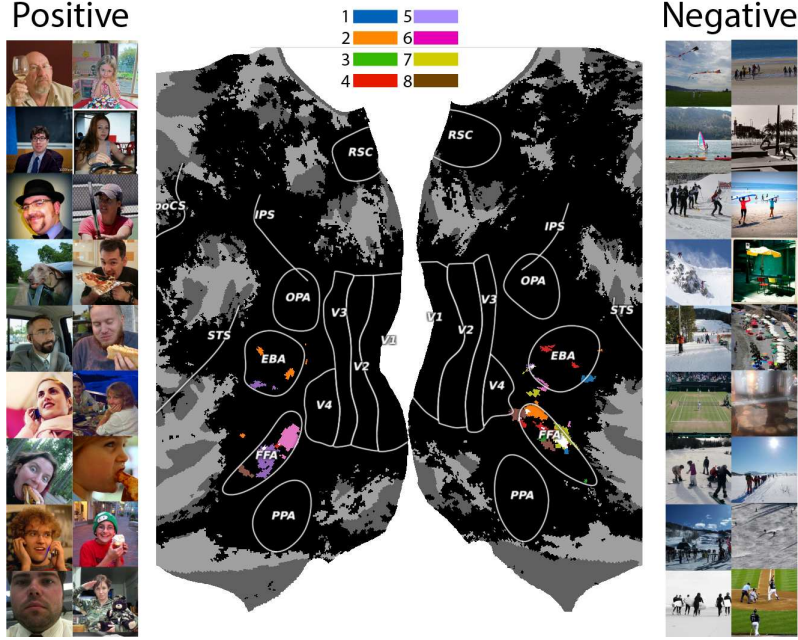 Positive
Negative
1 5
2 6
3 7
4 8
RSC
RSC
poCS
IPS
IPS
OPA
OPA
V3
V3
STS
STS
V1
V1
V2
V2
EBA
EBA
V4
V4
FFA
FFA
PPA
PPA